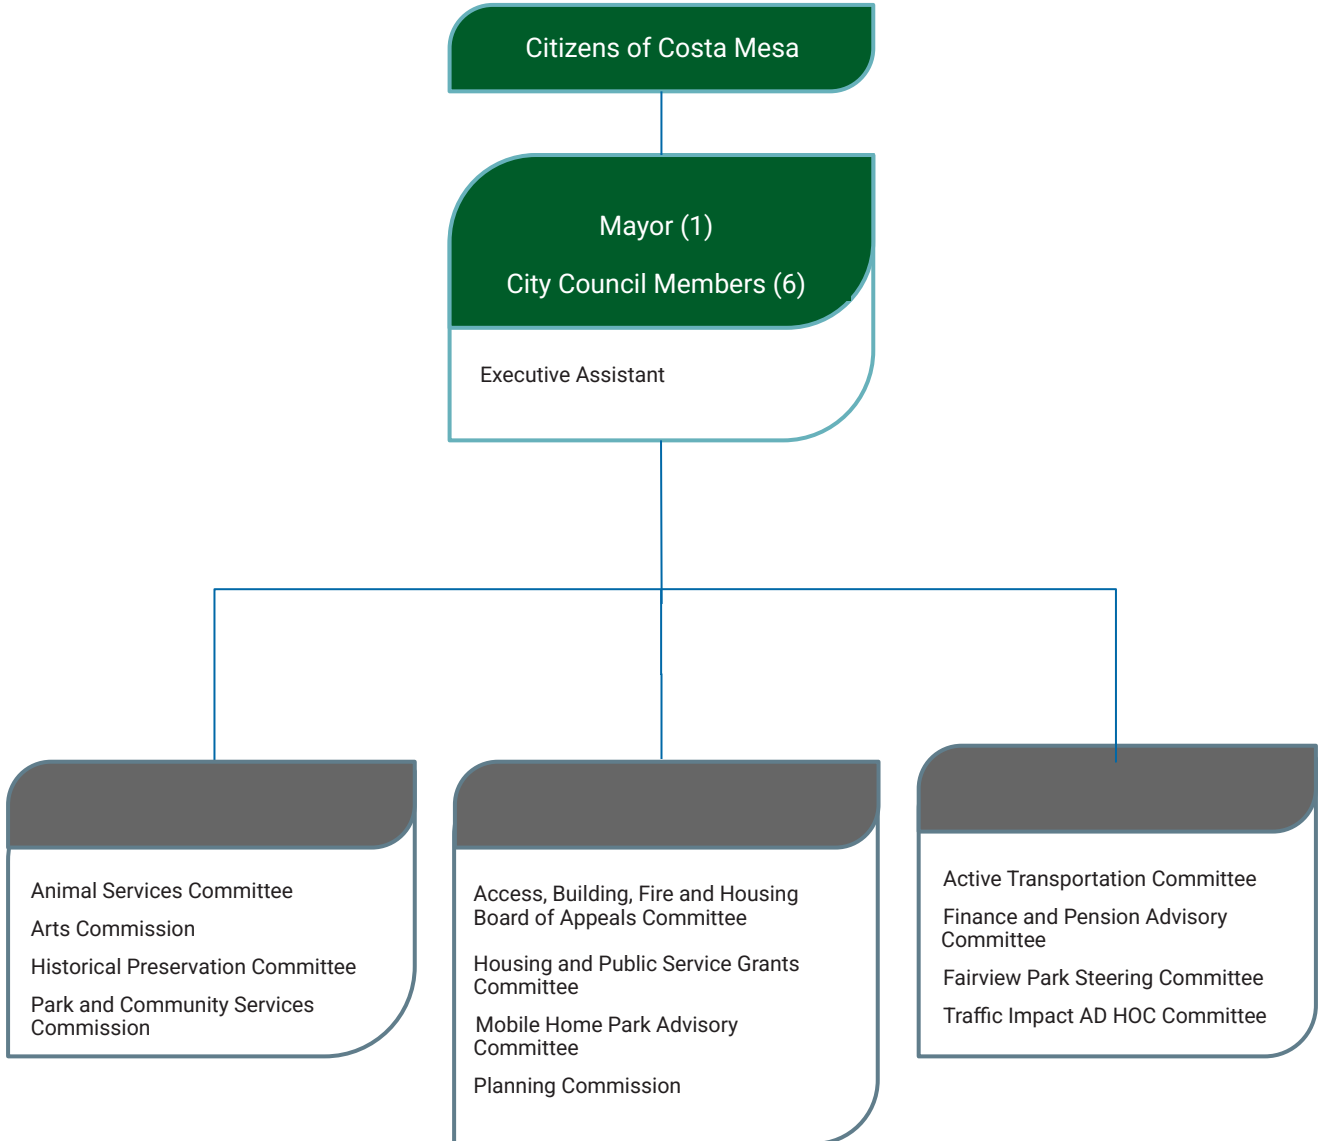 Citizens of Costa Mesa
Mayor (1)
City Council Members (6)
Executive Assistant
Animal Services Committee
Arts Commission
Historical Preservation Committee
Park and Community Services
Commission
Access, Building, Fire and Housing
Board of Appeals Committee
Housing and Public Service Grants
Committee
Mobile Home Park Advisory
Committee
Planning Commission
Active Transportation Committee
Finance and Pension Advisory
Committee
Fairview Park Steering Committee
Traffic Impact AD HOC Committee